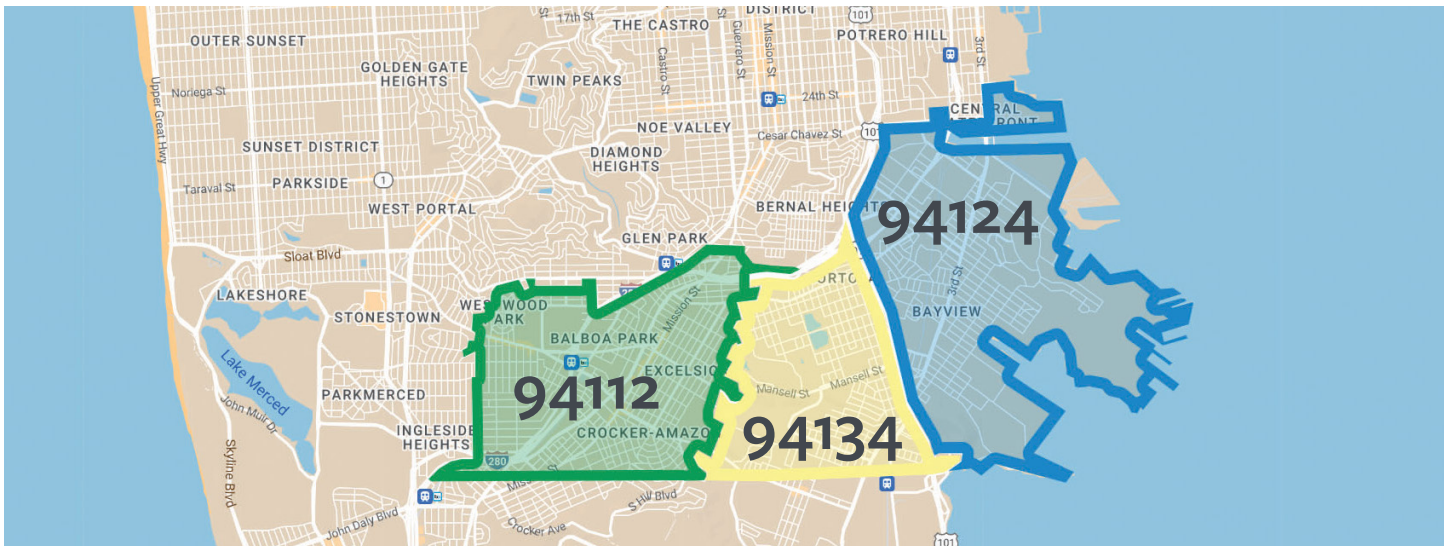 17th St
THE CASTRO
DISTRICT
101
POTRERO HILL
OUTER SUNSET
GOLDEN GATE
HEIGHTS
TWIN PEAKS
Castro St
Guerrero St
Mission St
3rd St
Noriega St
Upper Great Hwy
24th St
CENTRAL
NOE VALLEY
Cesar Chavez St
101
SUNSET DISTRICT
DIAMOND
HEIGHTS
PARKSIDE
1
Taraval St
WEST PORTAL
BERNAL HEIGHTS
94124
GLEN PARK
Sloat Blvd
LAKESHORE
STONESTOWN
PARK
Mission St
3rd St
BAYVIEW
BALBOA PARK
Lake Merced
EXCELSIO
94112
Mansell St
Mansell St
PARKMERCED
John Muir Dr
INGLESIDE
HEIGHTS
CROCKER-AMAZON
94134
280
Skyline Blvd
John Daly Blvd
Crocker Ave
S Hill Blvd
101